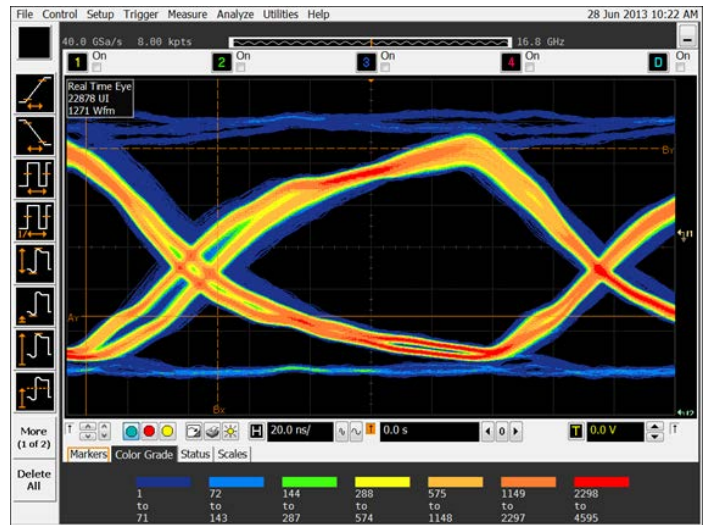 File Control Setup Trigger Measure Analyze Utilities Help 28 Jun 2013 10:22 AM
40.0 GSa/s 8.00 kpts 16.8 GHz
1 On 2 On 3 On 4 On D On
Real Time Eye
22878 UI
1271 Wfm
By
Ay
Bx
More
(1 of 2)
Delete
All
H 20.0 ns/ T 0.0 s 0 T 0.0 V
Markers Color Grade Status Scales
1 72 144 288 575 1149 2298
to to to to to to to
71 143 287 574 1148 2297 4595